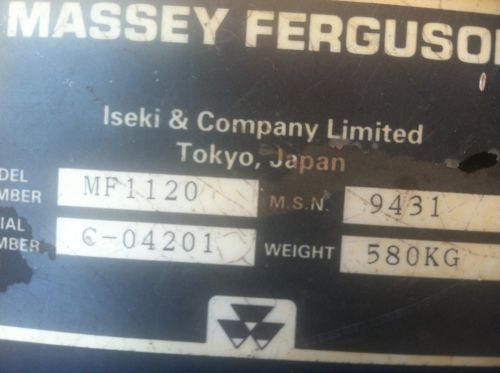 MASSEY FERGUSO
Iseki & Company Limited
Tokyo, Japan
DEL
MBER MF1120 M.S.N. 9431
IAL
MBER C-04201 WEIGHT 580KG